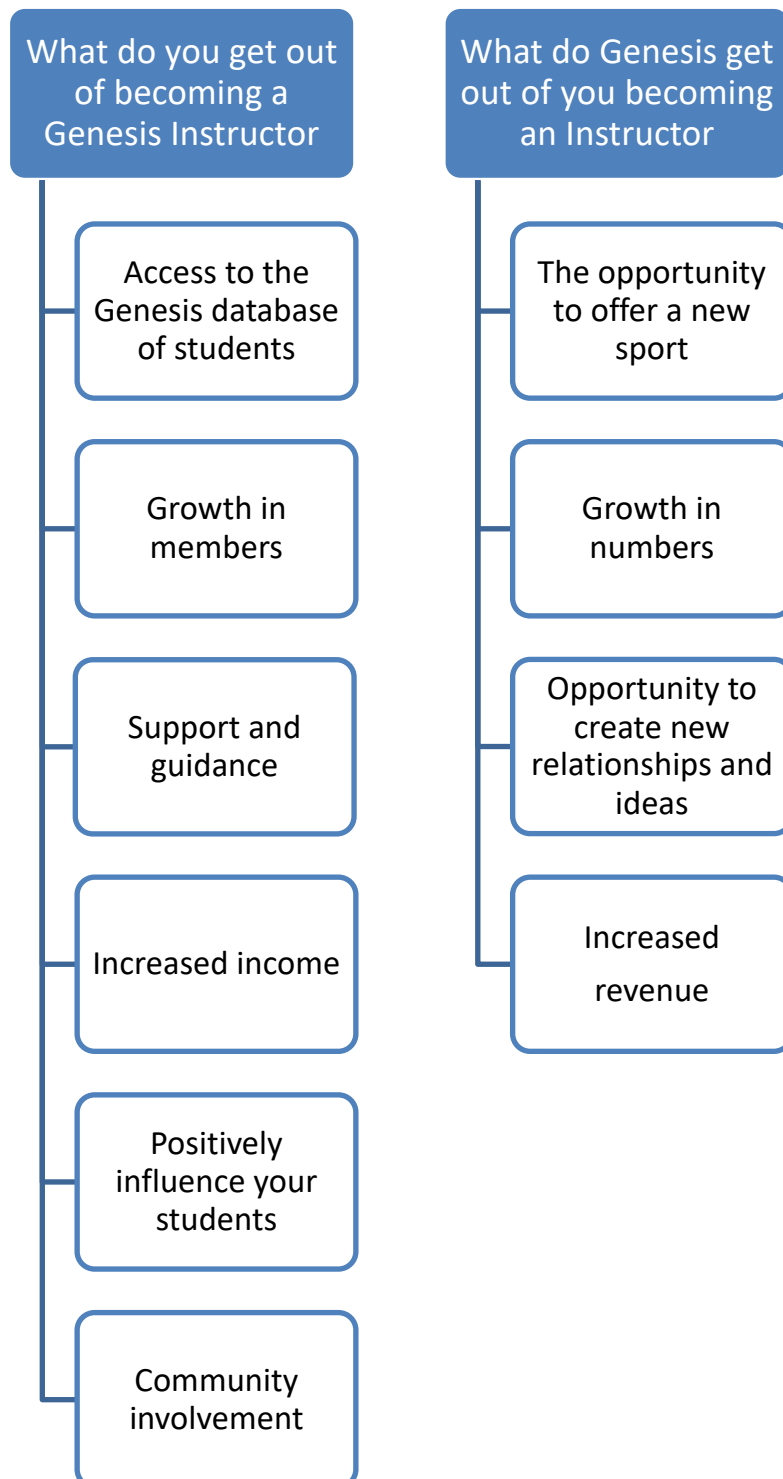 What do you get out
of becoming a
Genesis Instructor
Access to the
Genesis database
of students
Growth in
members
Support and
guidance
Increased income
Positively
influence your
students
Community
involvement
What do Genesis get
out of you becoming
an Instructor
The opportunity
to offer a new
sport
Growth in
numbers
Opportunity to
create new
relationships and
ideas
Increased
revenue